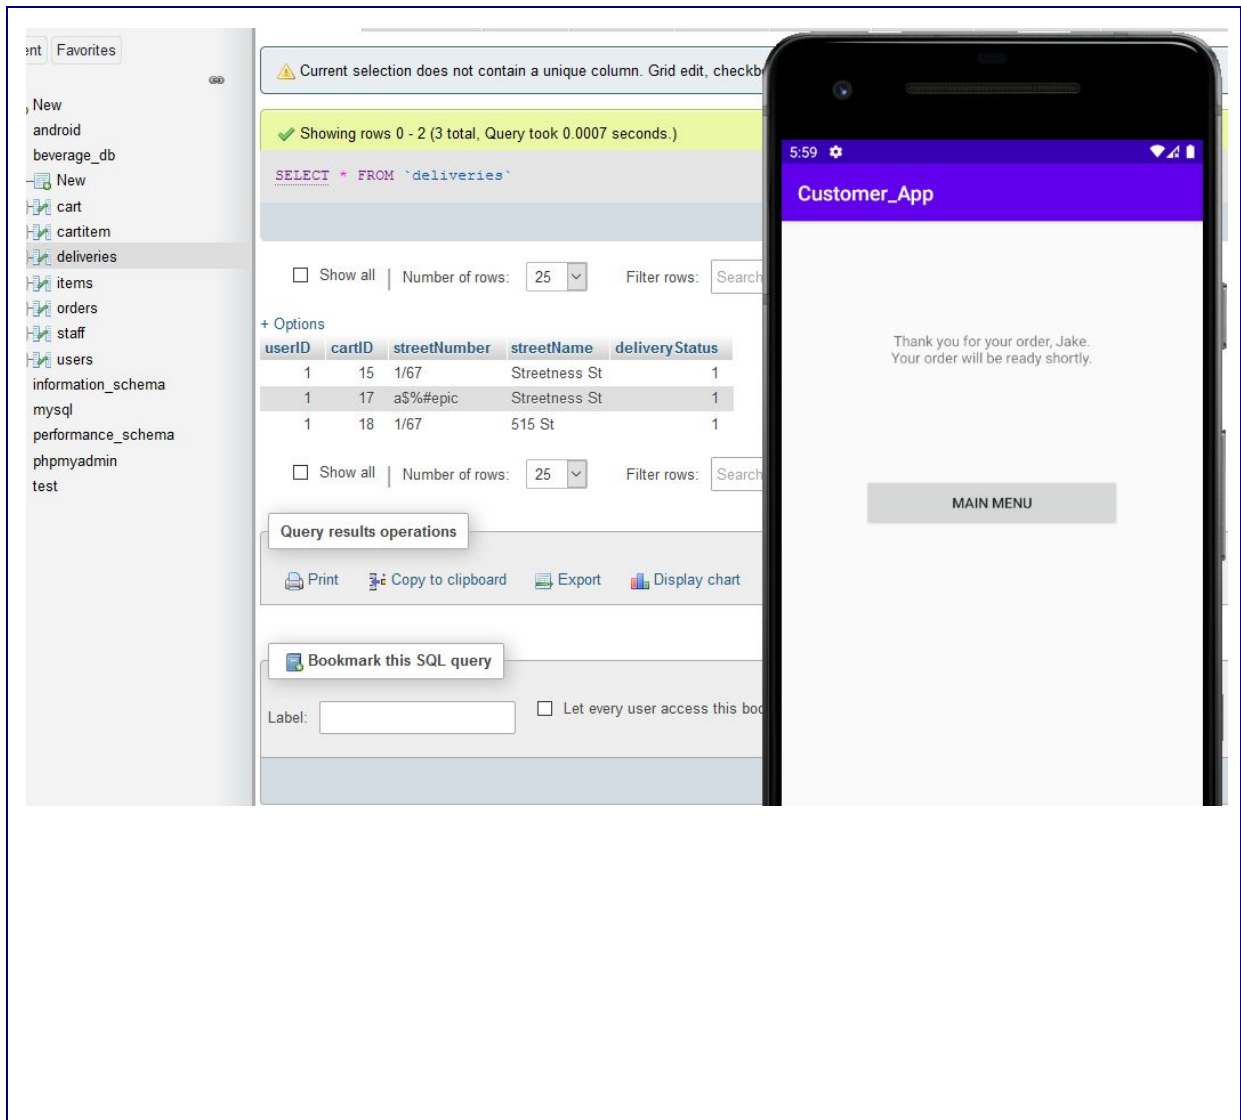 Favorites
New
android
beverage_db
New
cart
cartitem
deliveries
items
orders
staff
users
information_schema
mysql
performance_schema
phpmyadmin
test
Current selection does not contain a unique column. Grid edit, checkb
Showing rows 0 - 2 (3 total, Query took 0.0007 seconds.)
SELECT * FROM `deliveries`
Show all | Number of rows: 25 Filter rows: Search
+ Options
userID cartID streetNumber streetName deliveryStatus
1 15 1/67 Streetness St 1
1 17 a$%#epic Streetness St 1
1 18 1/67 515 St 1
Show all | Number of rows: 25 Filter rows: Search
Query results operations
Print Copy to clipboard Export Display chart
Bookmark this SQL query
Label: Let every user access this boo
5:59
Customer_App
Thank you for your order, Jake.
Your order will be ready shortly.
MAIN MENU